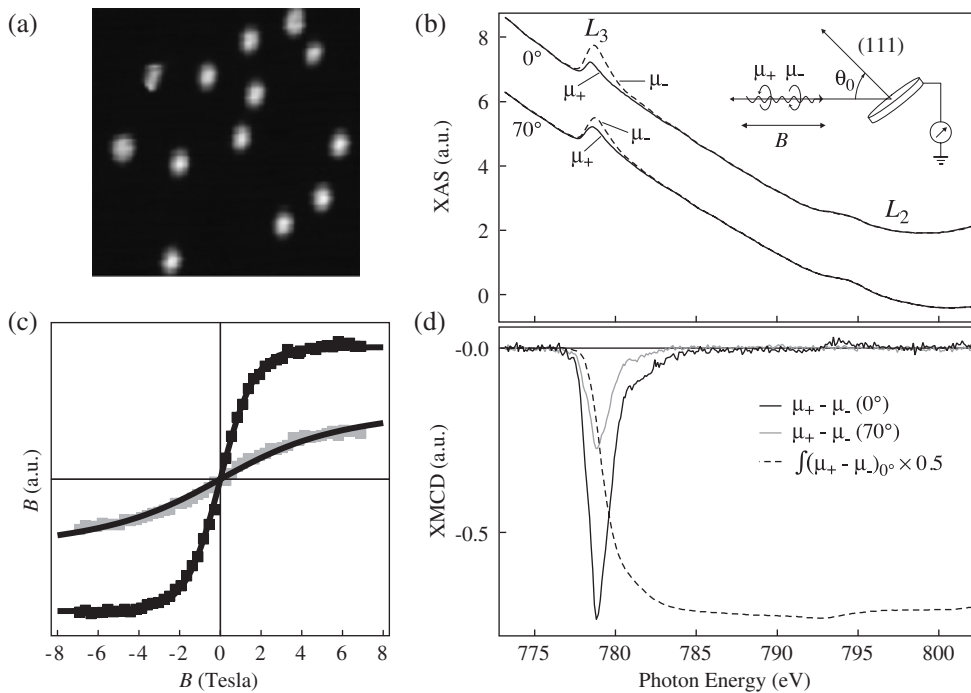 (a)
(b)
L3
(111)
8
0°
μ+ μ-
θ0
6
μ+
μ-
B
XAS (a.u.)
70°
μ-
4
μ+
2
L2
0
(c)
(d)
-0.0
μ+ - μ- (0°)
μ+ - μ- (70°)
∫(μ+ - μ-)0° × 0.5
B (a.u.)
XMCD (a.u.)
-0.5
-8 -6 -4 -2 0 2 4 6 8
775 780 785 790 795 800
B (Tesla)
Photon Energy (eV)